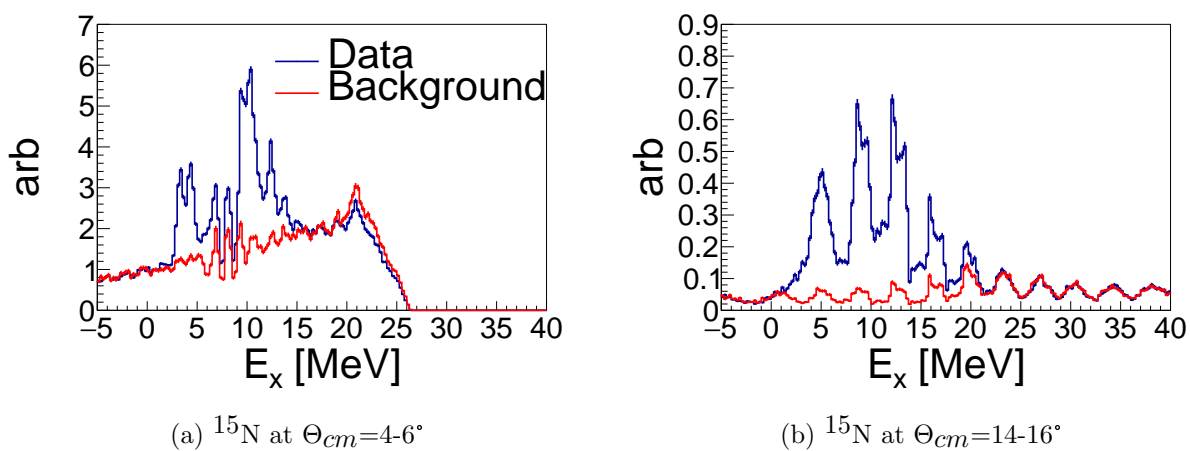 7
6
5
4
3
2
1
0
arb
Data
Background
−5 0 5 10 15 20 25 30 35 40
E_x [MeV]
(a) ¹⁵N at Θcm=4-6°
0.9
0.8
0.7
0.6
0.5
0.4
0.3
0.2
0.1
0
arb
−5 0 5 10 15 20 25 30 35 40
E_x [MeV]
(b) ¹⁵N at Θcm=14-16°